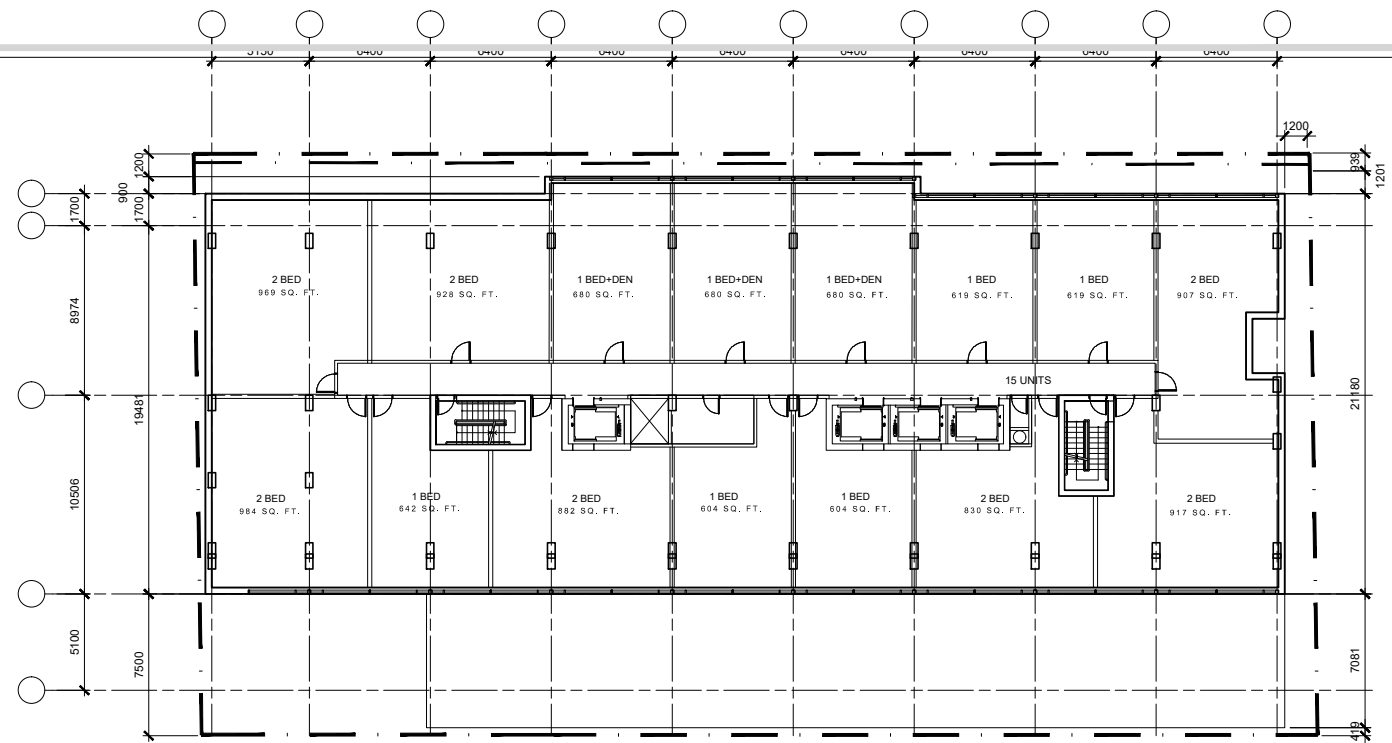 5150 6400 6400 6400 6400 6400 6400 6400 6400
1200
1200
939
1201
900
1700
1700
2 BED
969 SQ. FT.
2 BED
928 SQ. FT.
1 BED+DEN
680 SQ. FT.
1 BED+DEN
680 SQ. FT.
1 BED+DEN
680 SQ. FT.
1 BED
619 SQ. FT.
1 BED
619 SQ. FT.
2 BED
907 SQ. FT.
8974
15 UNITS
19481
21180
10506
2 BED
984 SQ. FT.
1 BED
642 SQ. FT.
2 BED
882 SQ. FT.
1 BED
604 SQ. FT.
1 BED
604 SQ. FT.
2 BED
830 SQ. FT.
2 BED
917 SQ. FT.
5100
7500
7081
419